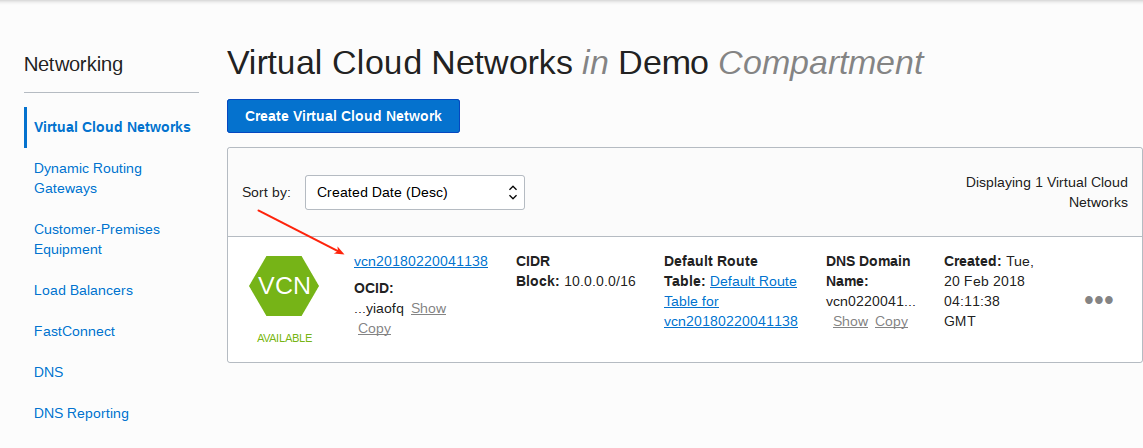 Networking
Virtual Cloud Networks
Dynamic Routing
Gateways
Customer-Premises
Equipment
Load Balancers
FastConnect
DNS
DNS Reporting
Virtual Cloud Networks in Demo Compartment
Create Virtual Cloud Network
Sort by: Created Date (Desc)
Displaying 1 Virtual Cloud
Networks
VCN
AVAILABLE
vcn20180220041138
OCID:
...yiaofq Show
Copy
CIDR
Block: 10.0.0.0/16
Default Route
Table: Default Route
Table for
vcn20180220041138
DNS Domain
Name:
vcn0220041...
Show Copy
Created: Tue,
20 Feb 2018
04:11:38
GMT